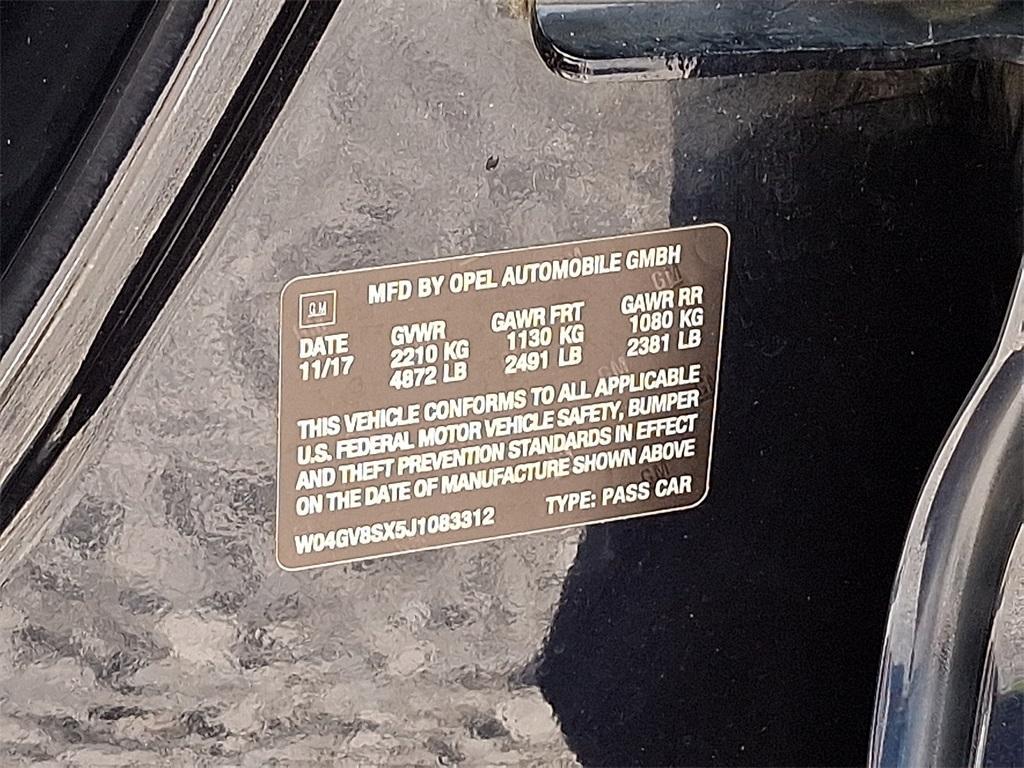 GM
MFD BY OPEL AUTOMOBILE GMBH
DATE GVWR GAWR FRT GAWR RR
11/17 2210 KG 1130 KG 1080 KG
4872 LB 2491 LB 2381 LB
THIS VEHICLE CONFORMS TO ALL APPLICABLE
U.S. FEDERAL MOTOR VEHICLE SAFETY, BUMPER
AND THEFT PREVENTION STANDARDS IN EFFECT
ON THE DATE OF MANUFACTURE SHOWN ABOVE
W04GV8SX5J1083312 TYPE: PASS CAR